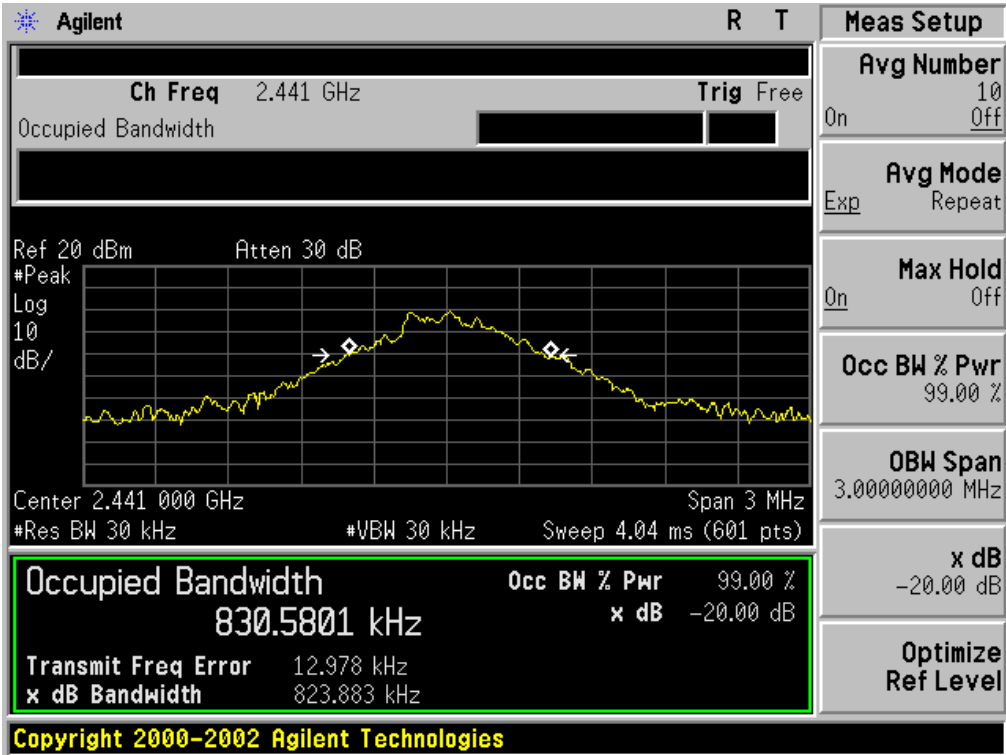 Agilent R T
Ch Freq 2.441 GHz Trig Free
Occupied Bandwidth
Ref 20 dBm Atten 30 dB
#Peak
Log
10
dB/
Center 2.441 000 GHz Span 3 MHz
#Res BW 30 kHz #VBW 30 kHz Sweep 4.04 ms (601 pts)
Occupied Bandwidth Occ BW % Pwr 99.00 %
830.5801 kHz x dB -20.00 dB
Transmit Freq Error 12.978 kHz
x dB Bandwidth 823.883 kHz
Copyright 2000-2002 Agilent Technologies
Meas Setup
Avg Number
10
On Off
Avg Mode
Exp Repeat
Max Hold
On Off
Occ BW % Pwr
99.00 %
OBW Span
3.00000000 MHz
x dB
-20.00 dB
Optimize
Ref Level